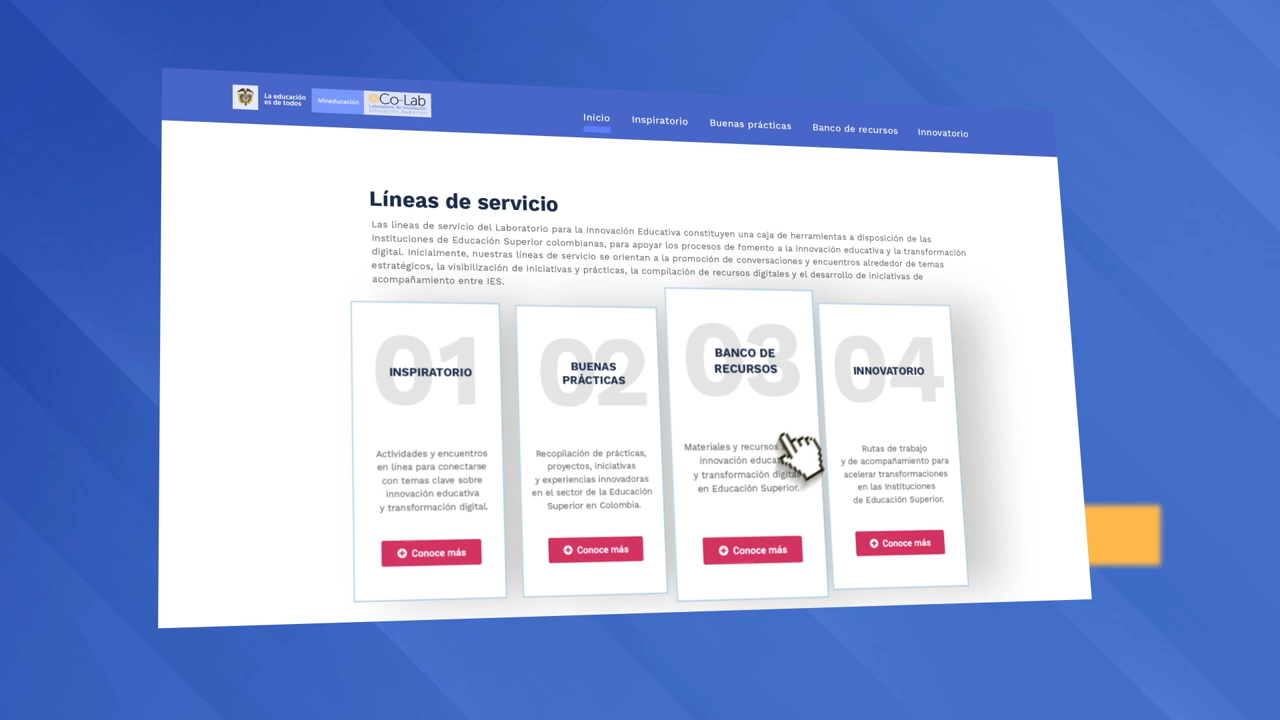 La educación
es de todos
Mineducación
Co-Lab
Laboratorio de Innovación
Educación Superior
Inicio
Inspiratorio
Buenas prácticas
Banco de recursos
Innovatorio
Líneas de servicio
Las líneas de servicio del Laboratorio para la Innovación Educativa constituyen una caja de herramientas a disposición de las
Instituciones de Educación Superior colombianas, para apoyar los procesos de fomento a la innovación educativa y la transformación
digital. Inicialmente, nuestras líneas de servicio se orientan a la promoción de conversaciones y encuentros alrededor de temas
estratégicos, la visibilización de iniciativas y prácticas, la compilación de recursos digitales y el desarrollo de iniciativas de
acompañamiento entre IES.
01
INSPIRATORIO
Actividades y encuentros
en línea para conectarse
con temas clave sobre
innovación educativa
y transformación digital.
Conoce más
02
BUENAS
PRÁCTICAS
Recopilación de prácticas,
proyectos, iniciativas
y experiencias innovadoras
en el sector de la Educación
Superior en Colombia.
Conoce más
03
BANCO DE
RECURSOS
Materiales y recursos
innovación
y transformación digital
en Educación Superior.
Conoce más
04
INNOVATORIO
Rutas de trabajo
y de acompañamiento para
acelerar transformaciones
en las Instituciones
de Educación Superior.
Conoce más